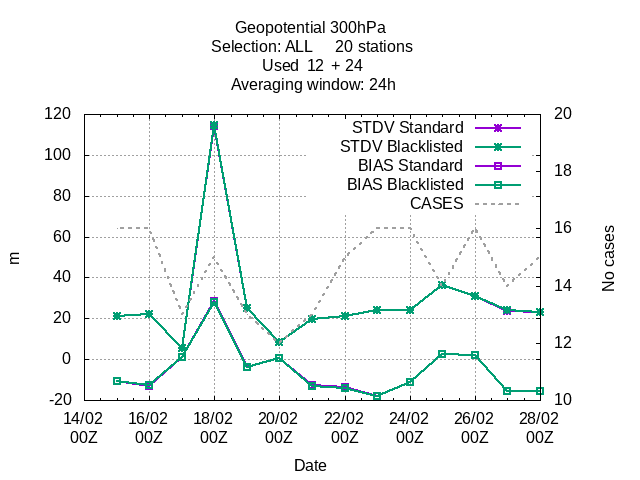 Geopotential 300hPa
Selection: ALL     20 stations
Used  12  + 24
Averaging window: 24h
STDV Standard
STDV Blacklisted
BIAS Standard
BIAS Blacklisted
CASES
120
100
80
60
40
20
0
-20
m
20
18
16
14
12
10
No cases
14/02 16/02 18/02 20/02 22/02 24/02 26/02 28/02
00Z 00Z 00Z 00Z 00Z 00Z 00Z 00Z
Date